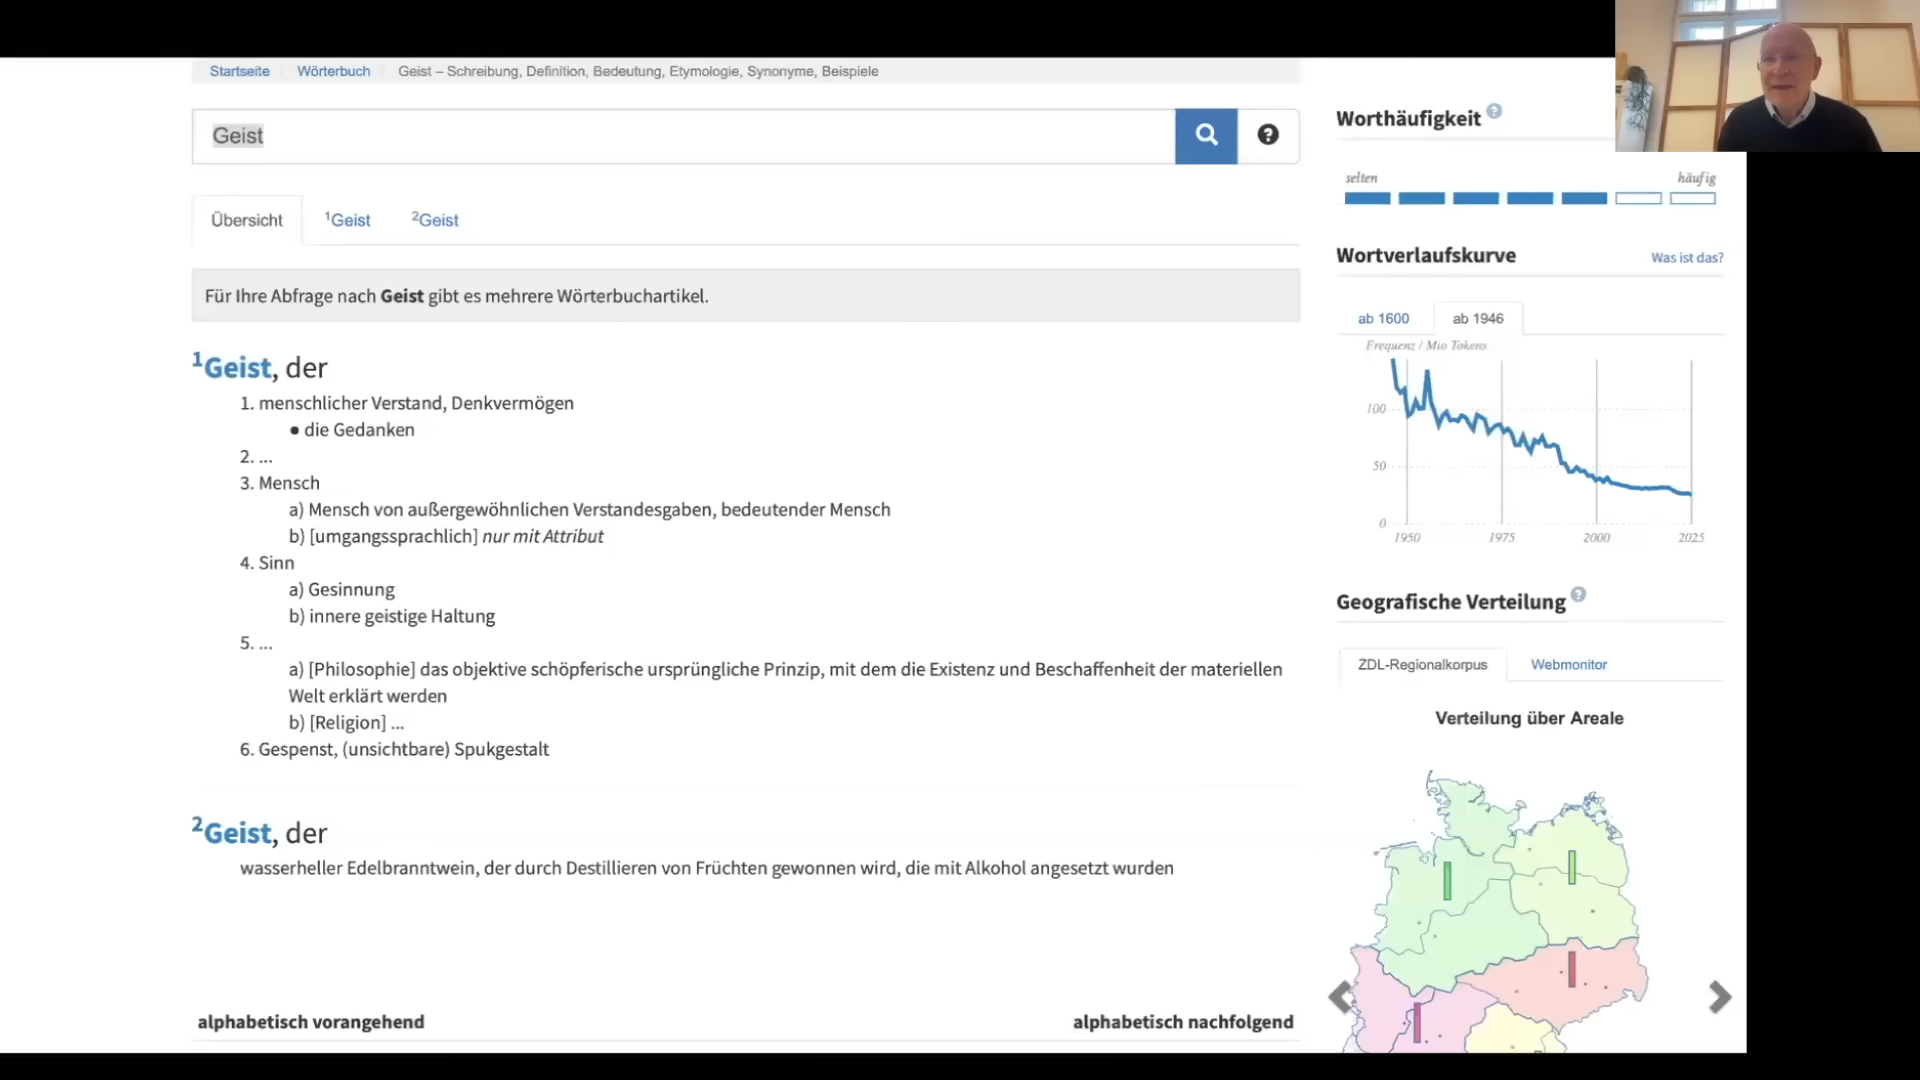 Startseite Wörterbuch Geist – Schreibung, Definition, Bedeutung, Etymologie, Synonyme, Beispiele
Geist
Übersicht 1Geist 2Geist
Für Ihre Abfrage nach Geist gibt es mehrere Wörterbuchartikel.
1Geist, der
1. menschlicher Verstand, Denkvermögen
● die Gedanken
2. ...
3. Mensch
a) Mensch von außergewöhnlichen Verstandesgaben, bedeutender Mensch
b) [umgangssprachlich] nur mit Attribut
4. Sinn
a) Gesinnung
b) innere geistige Haltung
5. ...
a) [Philosophie] das objektive schöpferische ursprüngliche Prinzip, mit dem die Existenz und Beschaffenheit der materiellen
Welt erklärt werden
b) [Religion] ...
6. Gespenst, (unsichtbare) Spukgestalt
2Geist, der
wasserheller Edelbranntwein, der durch Destillieren von Früchten gewonnen wird, die mit Alkohol angesetzt wurden
alphabetisch vorangehend alphabetisch nachfolgend
Worthäufigkeit ?
selten häufig
Wortverlaufskurve Was ist das?
ab 1600 ab 1946
Frequenz / Mio Tokens
100
50
0
1950 1975 2000 2025
Geografische Verteilung ?
ZDL-Regionalkorpus Webmonitor
Verteilung über Areale